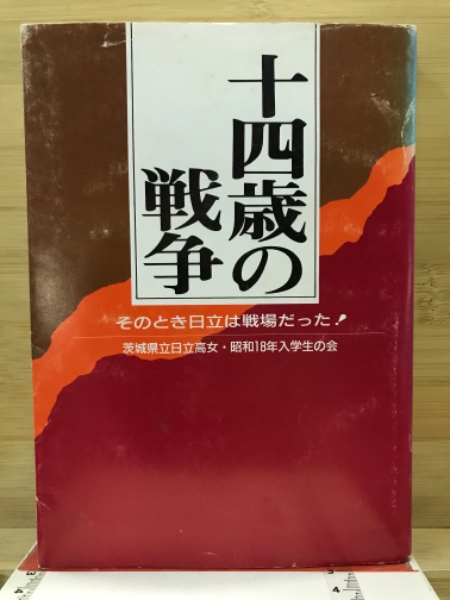 十四歳の
戦争
そのとき日立は戦場だった!
茨城県立日立高女・昭和18年入学生の会